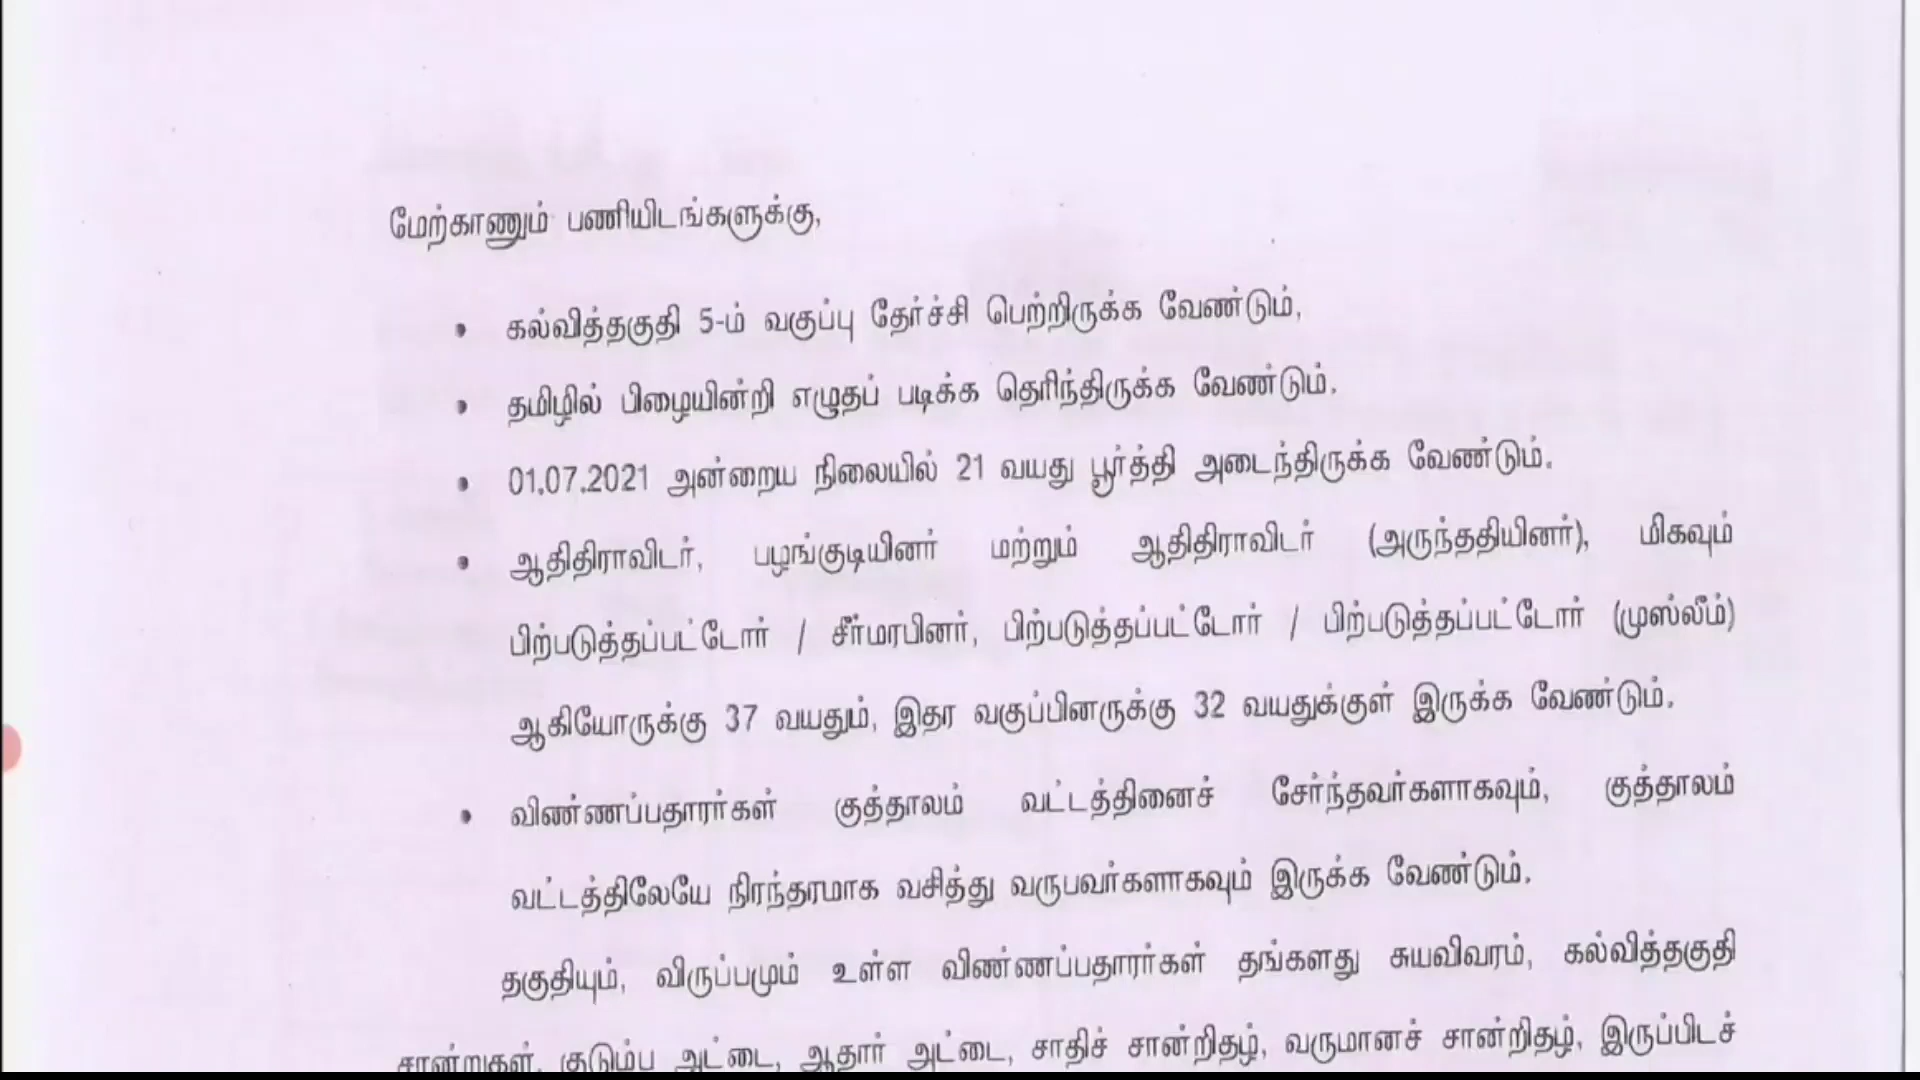 மேற்காணும் பணியிடங்களுக்கு,
• கல்வித்தகுதி 5-ம் வகுப்பு தேர்ச்சி பெற்றிருக்க வேண்டும்.
• தமிழில் பிழையின்றி எழுதப் படிக்க தெரிந்திருக்க வேண்டும்.
• 01.07.2021 அன்றைய நிலையில் 21 வயது பூர்த்தி அடைந்திருக்க வேண்டும்.
• ஆதிதிராவிடர், பழங்குடியினர் மற்றும் ஆதிதிராவிடர் (அருந்ததியினர்), மிகவும்
பிற்படுத்தப்பட்டோர் / சீர்மரபினர், பிற்படுத்தப்பட்டோர் / பிற்படுத்தப்பட்டோர் (முஸ்லீம்)
ஆகியோருக்கு 37 வயதும், இதர வகுப்பினருக்கு 32 வயதுக்குள் இருக்க வேண்டும்.
• விண்ணப்பதாரர்கள் குத்தாலம் வட்டத்தினைச் சேர்ந்தவர்களாகவும், குத்தாலம்
வட்டத்திலேயே நிரந்தரமாக வசித்து வருபவர்களாகவும் இருக்க வேண்டும்.
தகுதியும், விருப்பமும் உள்ள விண்ணப்பதாரர்கள் தங்களது சுயவிவரம், கல்வித்தகுதி
சான்றுகள், குடும்ப அட்டை, ஆதார் அட்டை, சாதிச் சான்றிதழ், வருமானச் சான்றிதழ், இருப்பிடச்